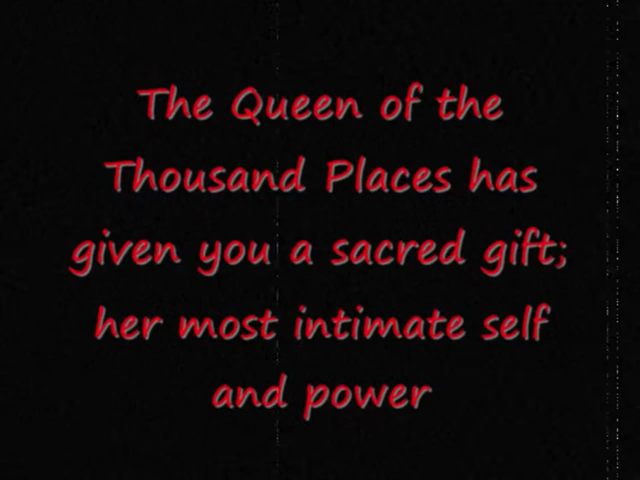 The Queen of the
Thousand Places has
given you a sacred gift;
her most intimate self
and power